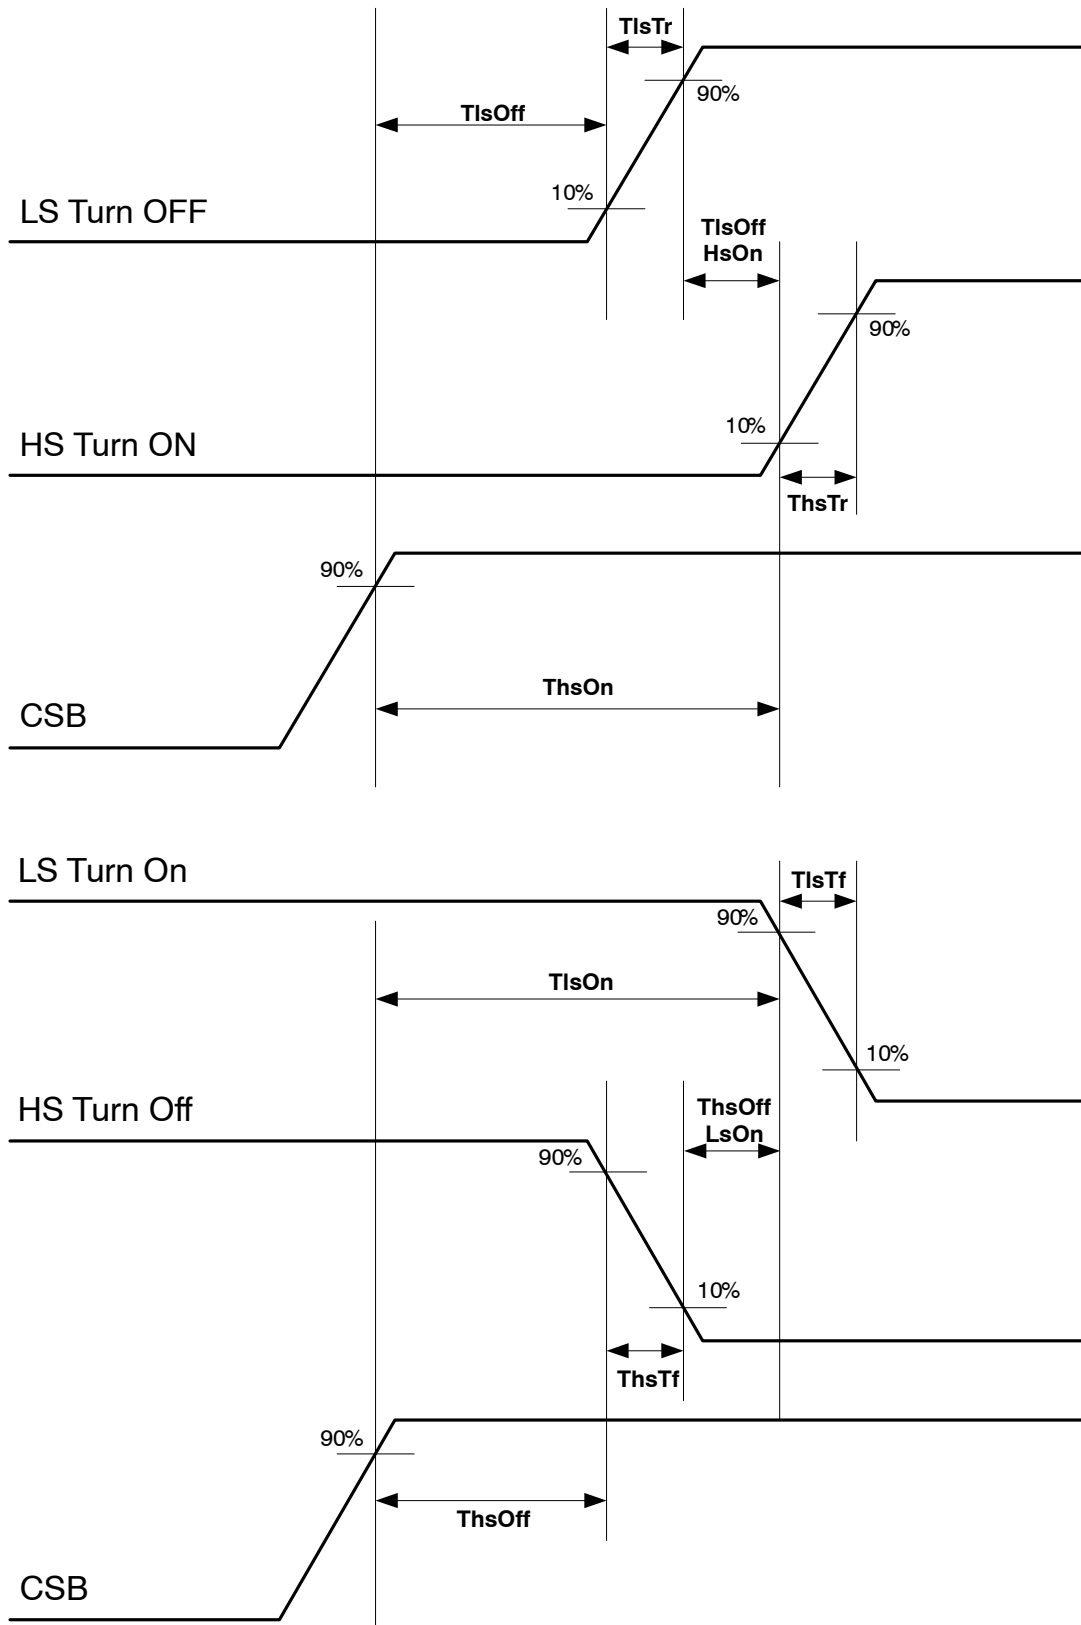 TlsTr
90%
TlsOff
10%
LS Turn OFF
TlsOff
HsOn
90%
10%
HS Turn ON
ThsTr
90%
ThsOn
CSB
LS Turn On
TlsTf
90%
TlsOn
10%
HS Turn Off
ThsOff
LsOn
90%
10%
ThsTf
90%
ThsOff
CSB